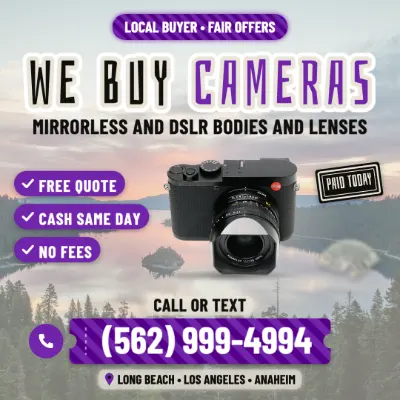 LOCAL BUYER • FAIR OFFERS
WE BUY CAMERAS
MIRRORLESS AND DSLR BODIES AND LENSES
PAID TODAY
FREE QUOTE
CASH SAME DAY
NO FEES
CALL OR TEXT
(562) 999-4994
LONG BEACH • LOS ANGELES • ANAHEIM